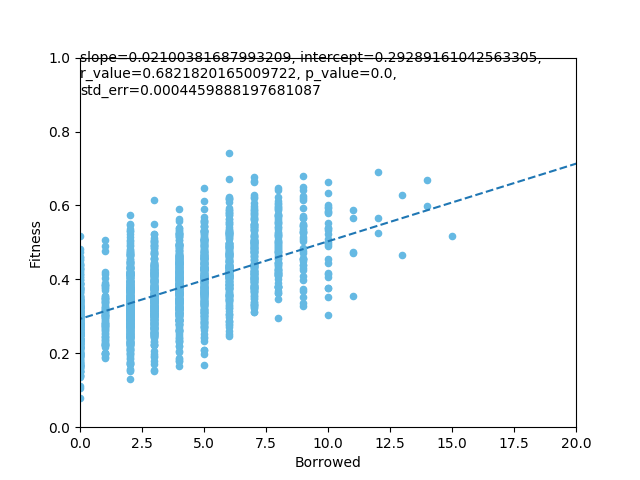 slope=0.02100381687993209, intercept=0.29289161042563305,
r_value=0.6821820165009722, p_value=0.0,
std_err=0.0004459888197681087
1.0
0.8
0.6
0.4
0.2
0.0
Fitness
0.0 2.5 5.0 7.5 10.0 12.5 15.0 17.5 20.0
Borrowed